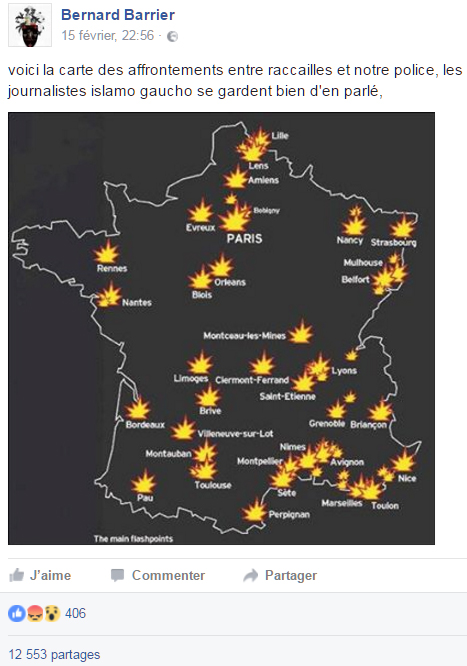 Bernard Barrier
15 février, 22:56 ·
voici la carte des affrontements entre raccailles et notre police, les
journalistes islamo gaucho se gardent bien d'en parlé,
Lille
Lens
Amiens
Bobigny
Evreux
PARIS
Nancy
Strasbourg
Mulhouse
Belfort
Rennes
Orleans
Nantes
Blois
Montceau-les-Mines
Lyons
Limoges
Clermont-Ferrand
Saint-Etienne
Brive
Grenoble
Briançon
Bordeaux
Villeneuve-sur-Lot
Montauban
Nimes
Montpellier
Avignon
Toulouse
Nice
Pau
Sète
Marseilles
Toulon
Perpignan
The main flashpoints
J'aime
Commenter
Partager
406
12 553 partages